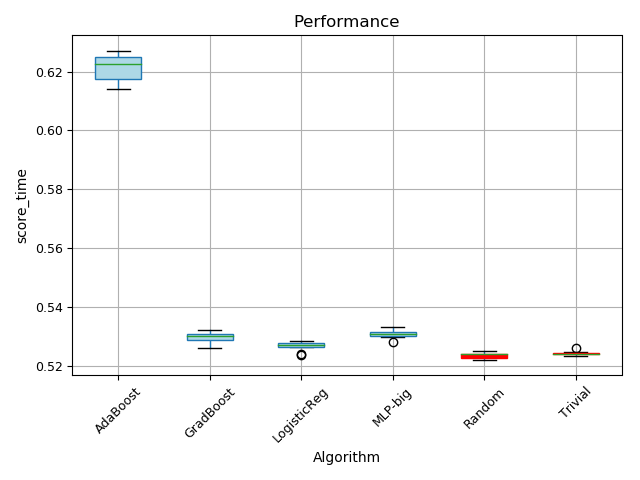 Performance
score_time
0.62
0.60
0.58
0.56
0.54
0.52
AdaBoost
GradBoost
LogisticReg
MLP-big
Random
Trivial
Algorithm